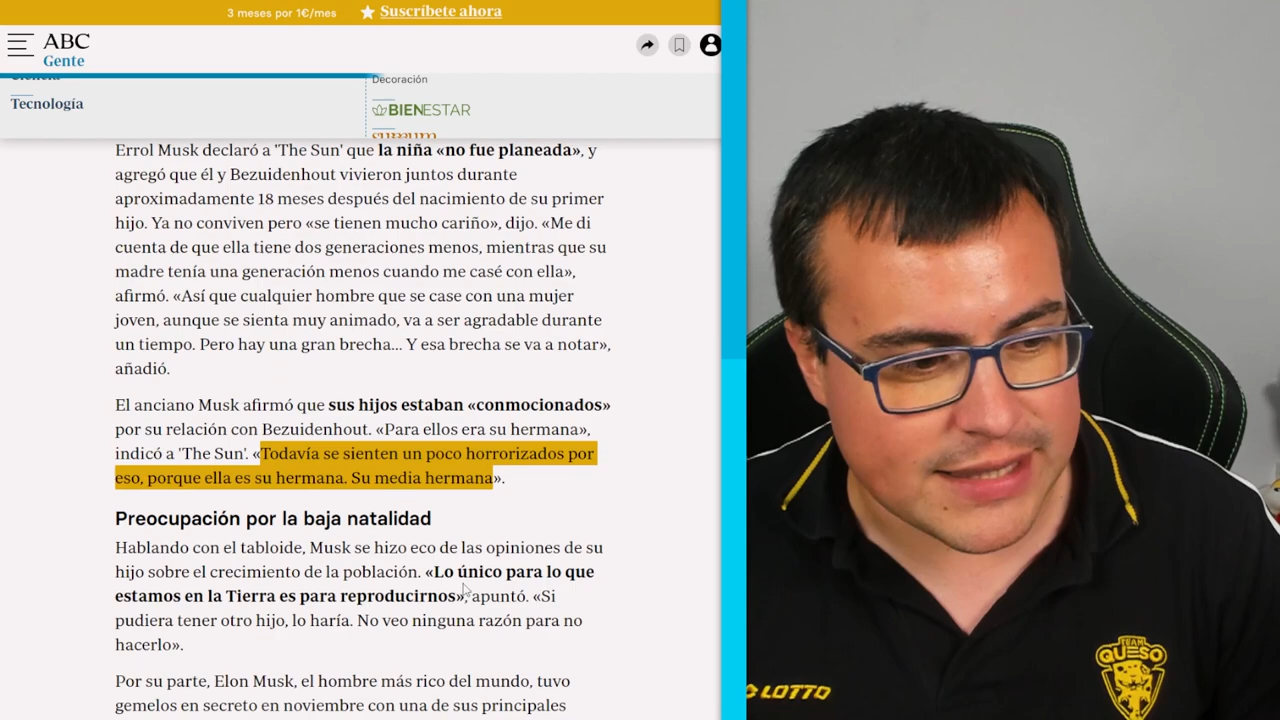 3 meses por 1€/mes Suscríbete ahora
ABC
Gente
Ciencia
Tecnología
Decoración
BIENESTAR
summum
Errol Musk declaró a 'The Sun' que la niña «no fue planeada», y
agregó que él y Bezuidenhout vivieron juntos durante
aproximadamente 18 meses después del nacimiento de su primer
hijo. Ya no conviven pero «se tienen mucho cariño», dijo. «Me di
cuenta de que ella tiene dos generaciones menos, mientras que su
madre tenía una generación menos cuando me casé con ella»,
afirmó. «Así que cualquier hombre que se case con una mujer
joven, aunque se sienta muy animado, va a ser agradable durante
un tiempo. Pero hay una gran brecha... Y esa brecha se va a notar»,
añadió.
El anciano Musk afirmó que sus hijos estaban «conmocionados»
por su relación con Bezuidenhout. «Para ellos era su hermana»,
indicó a 'The Sun'. «Todavía se sienten un poco horrorizados por
eso, porque ella es su hermana. Su media hermana».
Preocupación por la baja natalidad
Hablando con el tabloide, Musk se hizo eco de las opiniones de su
hijo sobre el crecimiento de la población. «Lo único para lo que
estamos en la Tierra es para reproducirnos», apuntó. «Si
pudiera tener otro hijo, lo haría. No veo ninguna razón para no
hacerlo».
Por su parte, Elon Musk, el hombre más rico del mundo, tuvo
gemelos en secreto en noviembre con una de sus principales
LOTTO
TEAM
QUESO